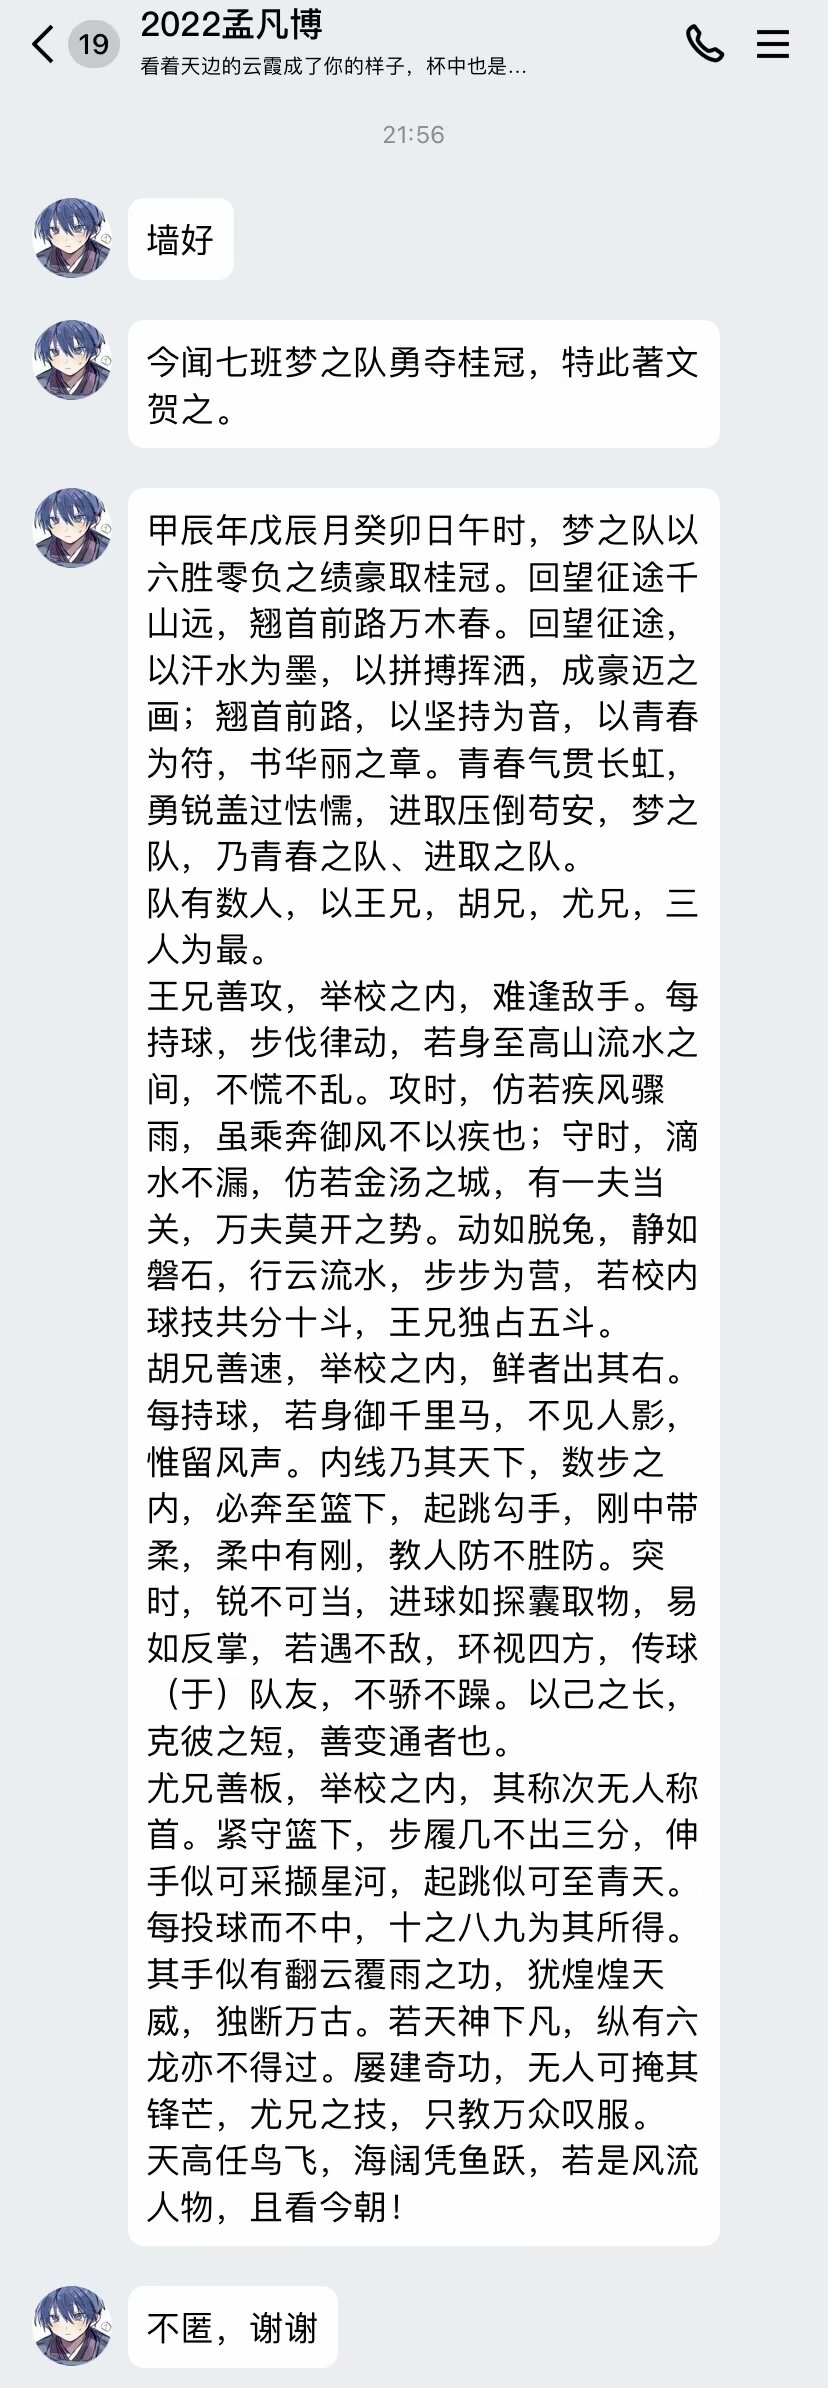 19
2022孟凡博
看着天边的云霞成了你的样子，杯中也是...
21:56
墙好
今闻七班梦之队勇夺桂冠，特此著文
贺之。
甲辰年戊辰月癸卯日午时，梦之队以
六胜零负之绩豪取桂冠。回望征途千
山远，翘首前路万木春。回望征途，
以汗水为墨，以拼搏挥洒，成豪迈之
画；翘首前路，以坚持为音，以青春
为符，书华丽之章。青春气贯长虹，
勇锐盖过怯懦，进取压倒苟安，梦之
队，乃青春之队、进取之队。
队有数人，以王兄，胡兄，尤兄，三
人为最。
王兄善攻，举校之内，难逢敌手。每
持球，步伐律动，若身至高山流水之
间，不慌不乱。攻时，仿若疾风骤
雨，虽乘奔御风不以疾也；守时，滴
水不漏，仿若金汤之城，有一夫当
关，万夫莫开之势。动如脱兔，静如
磐石，行云流水，步步为营，若校内
球技共分十斗，王兄独占五斗。
胡兄善速，举校之内，鲜者出其右。
每持球，若身御千里马，不见人影，
惟留风声。内线乃其天下，数步之
内，必奔至篮下，起跳勾手，刚中带
柔，柔中有刚，教人防不胜防。突
时，锐不可当，进球如探囊取物，易
如反掌，若遇不敌，环视四方，传球
（于）队友，不骄不躁。以己之长，
克彼之短，善变通者也。
尤兄善板，举校之内，其称次无人称
首。紧守篮下，步履几不出三分，伸
手似可采撷星河，起跳似可至青天。
每投球而不中，十之八九为其所得。
其手似有翻云覆雨之功，犹煌煌天
威，独断万古。若天神下凡，纵有六
龙亦不得过。屡建奇功，无人可掩其
锋芒，尤兄之技，只教万众叹服。
天高任鸟飞，海阔凭鱼跃，若是风流
人物，且看今朝！
不匿，谢谢